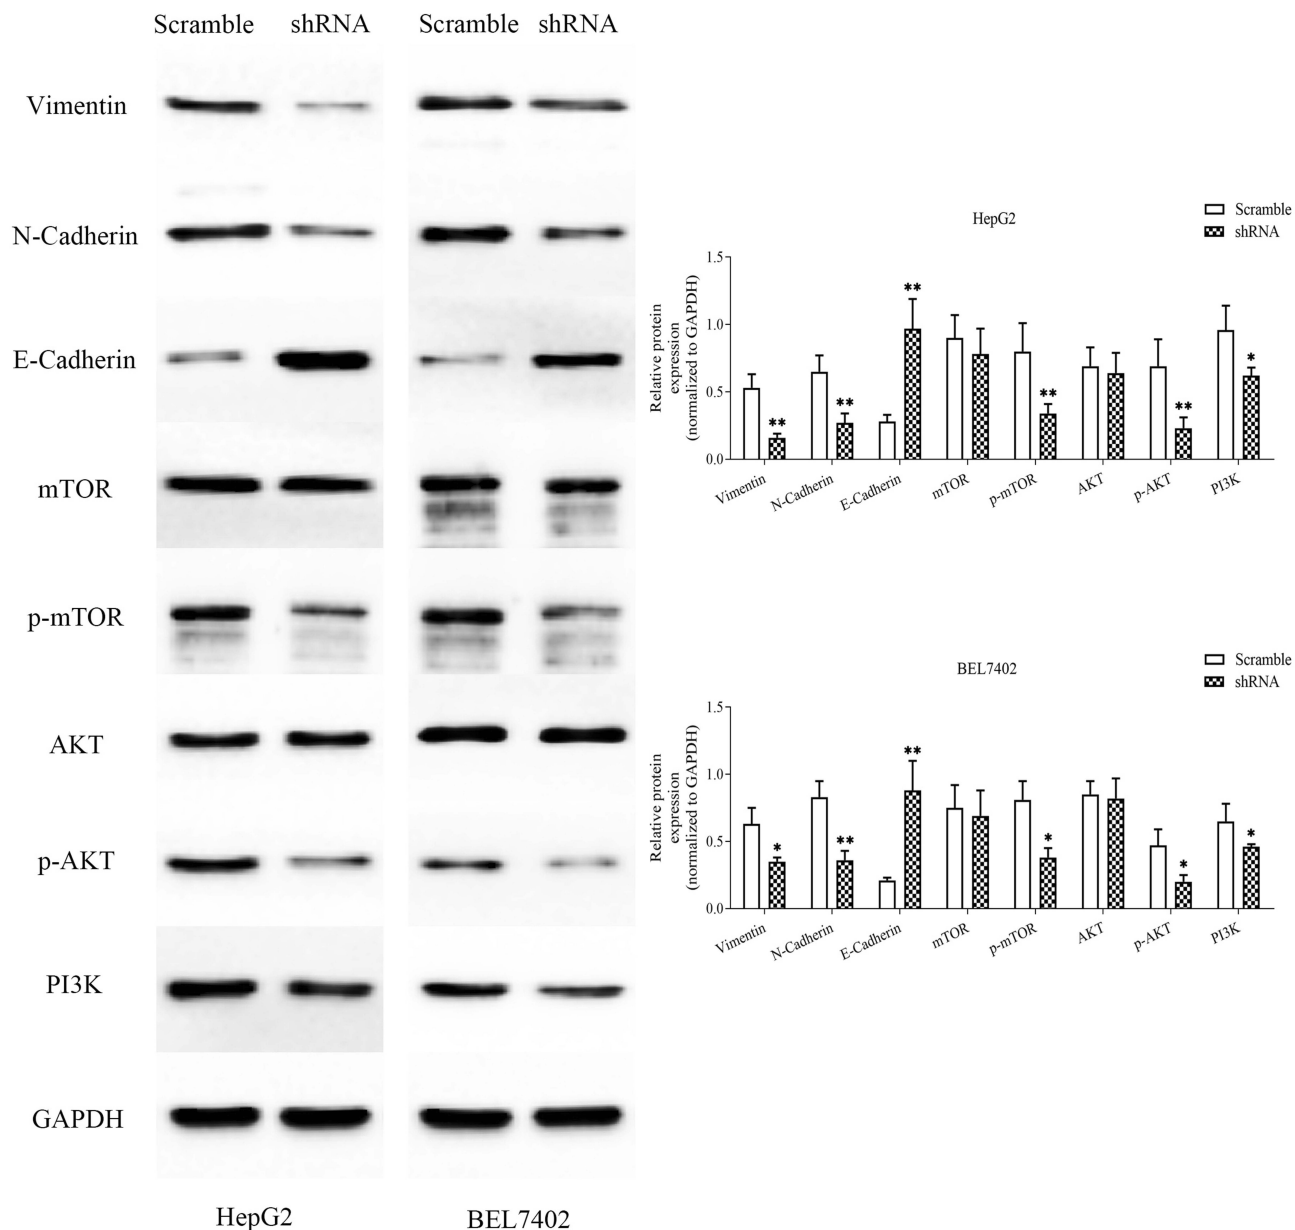 Scramble shRNA Scramble shRNA
Vimentin
N-Cadherin
E-Cadherin
mTOR
p-mTOR
AKT
p-AKT
PI3K
GAPDH
HepG2 BEL7402
HepG2
Scramble
shRNA
Relative protein
expression
(normalized to GAPDH)
1.5
1.0
0.5
0.0
** ** ** ** ** *
Vimentin N-Cadherin E-Cadherin mTOR p-mTOR AKT p-AKT PI3K
BEL7402
Scramble
shRNA
Relative protein
expression
(normalized to GAPDH)
1.5
1.0
0.5
0.0
* ** ** * * *
Vimentin N-Cadherin E-Cadherin mTOR p-mTOR AKT p-AKT PI3K